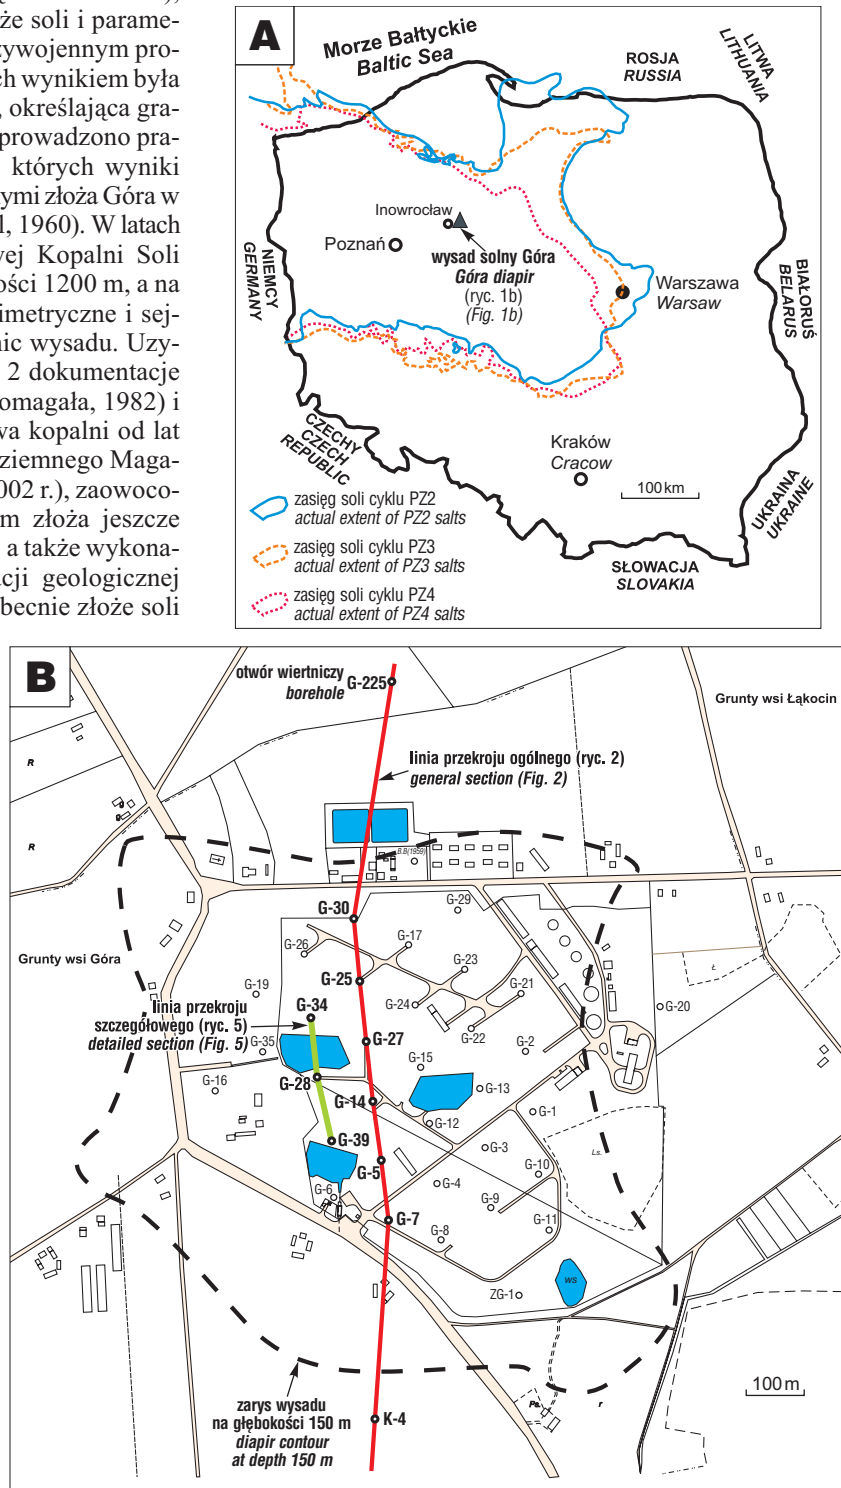 że soli i parame-
zywojennym pro-
ch wynikiem była
, określająca gra-
prowadzono pra-
których wyniki
nymi złoża Góra w
l, 1960). W latach
vej Kopalni Soli
ości 1200 m, a na
imetryczne i sej-
nic wysadu. Uzy-
2 dokumentacje
omagała, 1982) i
wa kopalni od lat
ziemnego Maga-
002 r.), zaowoco-
m złoża jeszcze
a także wykona-
cji geologicznej
becnie złoże soli
A
Morze Bałtyckie
Baltic Sea
ROSJA
RUSSIA
LITWA
LITHUANIA
Inowrocław
Poznań
wysad solny Góra
Góra diapir
(ryc. 1b)
(Fig. 1b)
NIEMCY
GERMANY
Warszawa
Warsaw
BIAŁORUŚ
BELARUS
CZECHY
CZECH
REPUBLIC
Kraków
Cracow
100 km
UKRAINA
UKRAINE
SŁOWACJA
SLOVAKIA
zasięg soli cyklu PZ2
actual extent of PZ2 salts
zasięg soli cyklu PZ3
actual extent of PZ3 salts
zasięg soli cyklu PZ4
actual extent of PZ4 salts
B
otwór wiertniczy
borehole
G-225
Grunty wsi Łąkocin
linia przekroju ogólnego (ryc. 2)
general section (Fig. 2)
R
R
B.B(1959)
G-30
G-29
G-26
G-17
Grunty wsi Góra
G-23
G-25
G-19
G-21
Ł
G-34
G-24
G-20
linia przekroju
szczegółowego (ryc. 5)
detailed section (Fig. 5)
G-22
G-27
G-35
G-2
G-15
G-28
G-16
G-13
G-14
G-1
G-12
G-39
G-3
Ls.
G-5
G-10
G-4
G-6
G-9
G-7
G-11
G-8
WS
ZG-1
100 m
zarys wysadu
na głębokości 150 m
diapir contour
at depth 150 m
K-4
Ps.
r